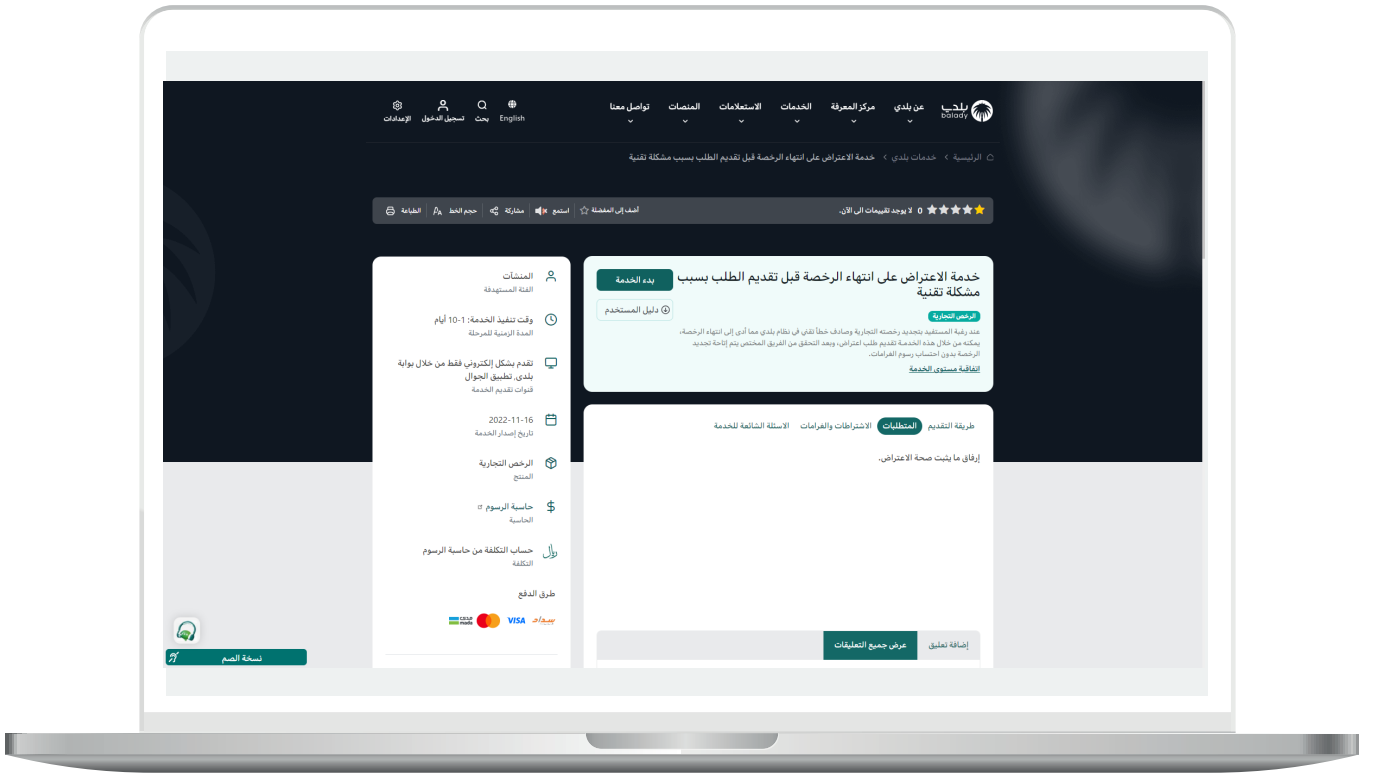 بلدي
balady
عن بلدي
مركز المعرفة
الخدمات
الاستعلامات
المنصات
تواصل معنا
English
بحث
تسجيل الدخول
الإعدادات
الرئيسية > خدمات بلدي > خدمة الاعتراض على انتهاء الرخصة قبل تقديم الطلب بسبب مشكلة تقنية
0 لا يوجد تقييمات الى الآن.
أضف إلى المفضلة
استمع
مشاركة
حجم الخط
الطباعة
خدمة الاعتراض على انتهاء الرخصة قبل تقديم الطلب بسبب
مشكلة تقنية
بدء الخدمة
دليل المستخدم
الرخص التجارية
عند رغبة المستفيد بتجديد رخصته التجارية وصادف خطأ تقني في نظام بلدي مما أدى إلى انتهاء الرخصة،
يمكنه من خلال هذه الخدمة تقديم طلب اعتراض، وبعد التحقق من الفريق المختص يتم إتاحة تجديد
الرخصة بدون احتساب رسوم الغرامات.
اتفاقية مستوى الخدمة
طريقة التقديم
المتطلبات
الاشتراطات والغرامات
الاسئلة الشائعة للخدمة
إرفاق ما يثبت صحة الاعتراض.
إضافة تعليق
عرض جميع التعليقات
المنشآت
الفئة المستهدفة
وقت تنفيذ الخدمة: 1-10 أيام
المدة الزمنية للمرحلة
تقدم بشكل إلكتروني فقط من خلال بوابة
بلدي, تطبيق الجوال
قنوات تقديم الخدمة
2022-11-16
تاريخ إصدار الخدمة
الرخص التجارية
المنتج
حاسبة الرسوم
الحاسبة
حساب التكلفة من حاسبة الرسوم
التكلفة
طرق الدفع
سداد
VISA
مدى
mada
نسخة الصم